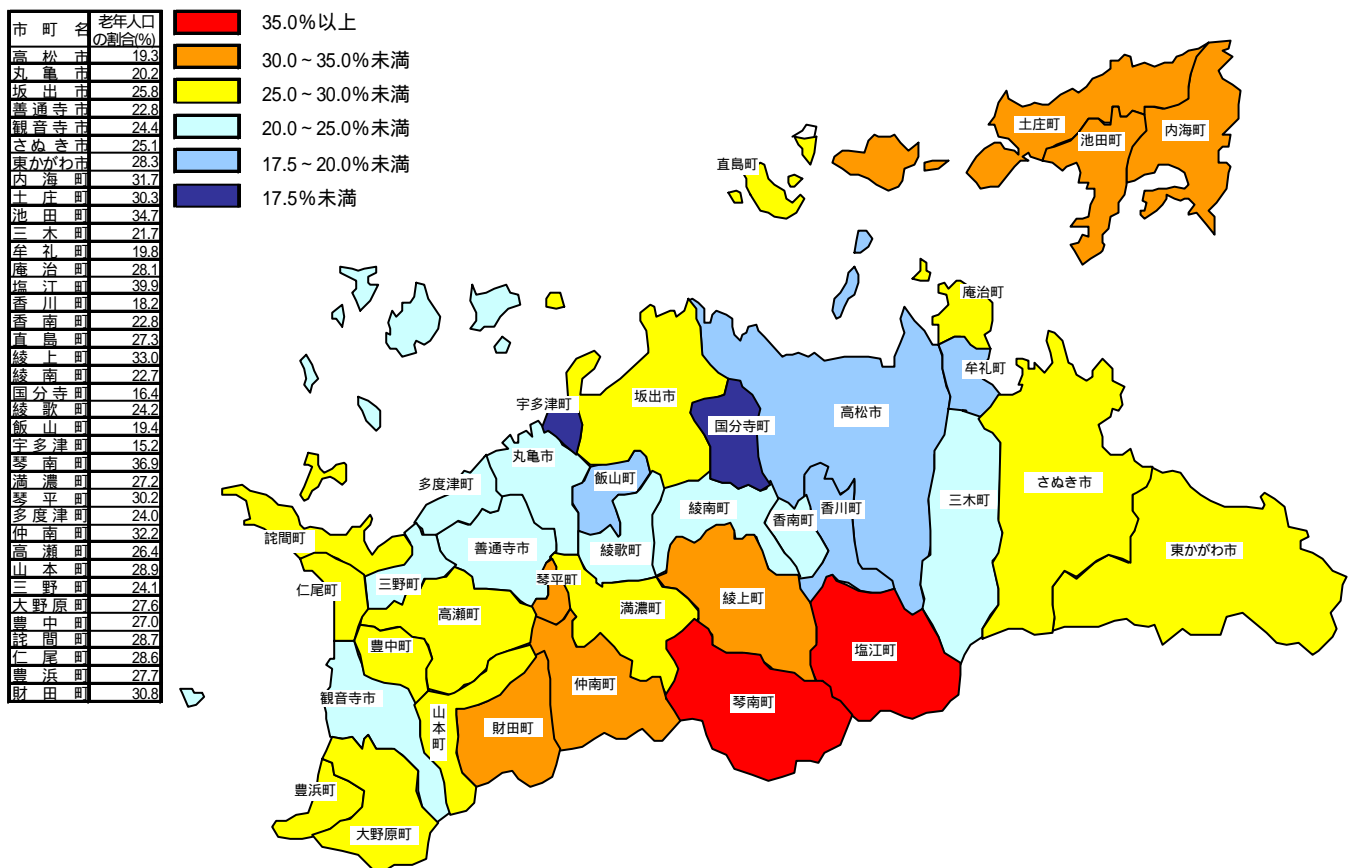 市町名 老年人口の割合(%)
高松市 19.3
丸亀市 20.2
坂出市 25.8
善通寺市 22.8
観音寺市 24.4
さぬき市 25.1
東かがわ市 28.3
内海町 31.7
土庄町 30.3
池田町 34.7
三木町 21.7
牟礼町 19.8
庵治町 28.1
塩江町 39.9
香川町 18.2
香南町 22.8
直島町 27.3
綾上町 33.0
綾南町 22.7
国分寺町 16.4
綾歌町 24.2
飯山町 19.4
宇多津町 15.2
琴南町 36.9
満濃町 27.2
琴平町 30.2
多度津町 24.0
仲南町 32.2
高瀬町 26.4
山本町 28.9
三野町 24.1
大野原町 27.6
豊中町 27.0
詫間町 28.7
仁尾町 28.6
豊浜町 27.7
財田町 30.8
35.0%以上
30.0~35.0%未満
25.0~30.0%未満
20.0~25.0%未満
17.5~20.0%未満
17.5%未満
土庄町
内海町
池田町
直島町
庵治町
牟礼町
坂出市
宇多津町
高松市
国分寺町
丸亀市
飯山町
多度津町
さぬき市
三木町
綾南町
香川町
香南町
東かがわ市
善通寺市
綾歌町
詫間町
三野町
琴平町
仁尾町
綾上町
満濃町
高瀬町
豊中町
塩江町
仲南町
観音寺市
琴南町
山本町
財田町
豊浜町
大野原町